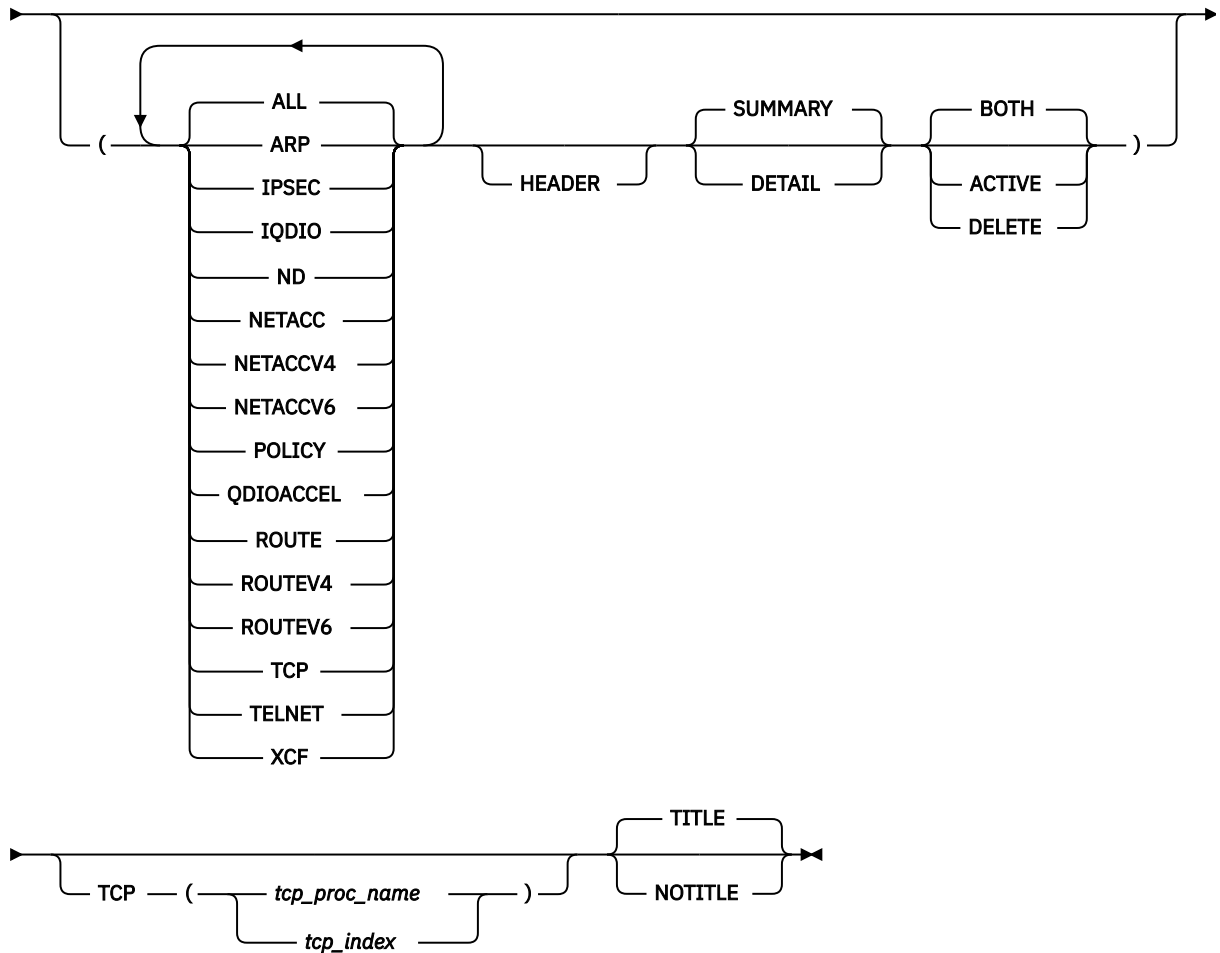 ALL
SUMMARY
BOTH
( ARP )
HEADER
DETAIL
IPSEC
ACTIVE
IQDIO
DELETE
ND
NETACC
NETACCV4
NETACCV6
POLICY
QDIOACCEL
ROUTE
ROUTEV4
ROUTEV6
TCP
TELNET
XCF
TITLE
TCP ( tcp_proc_name )
NOTITLE
tcp_index